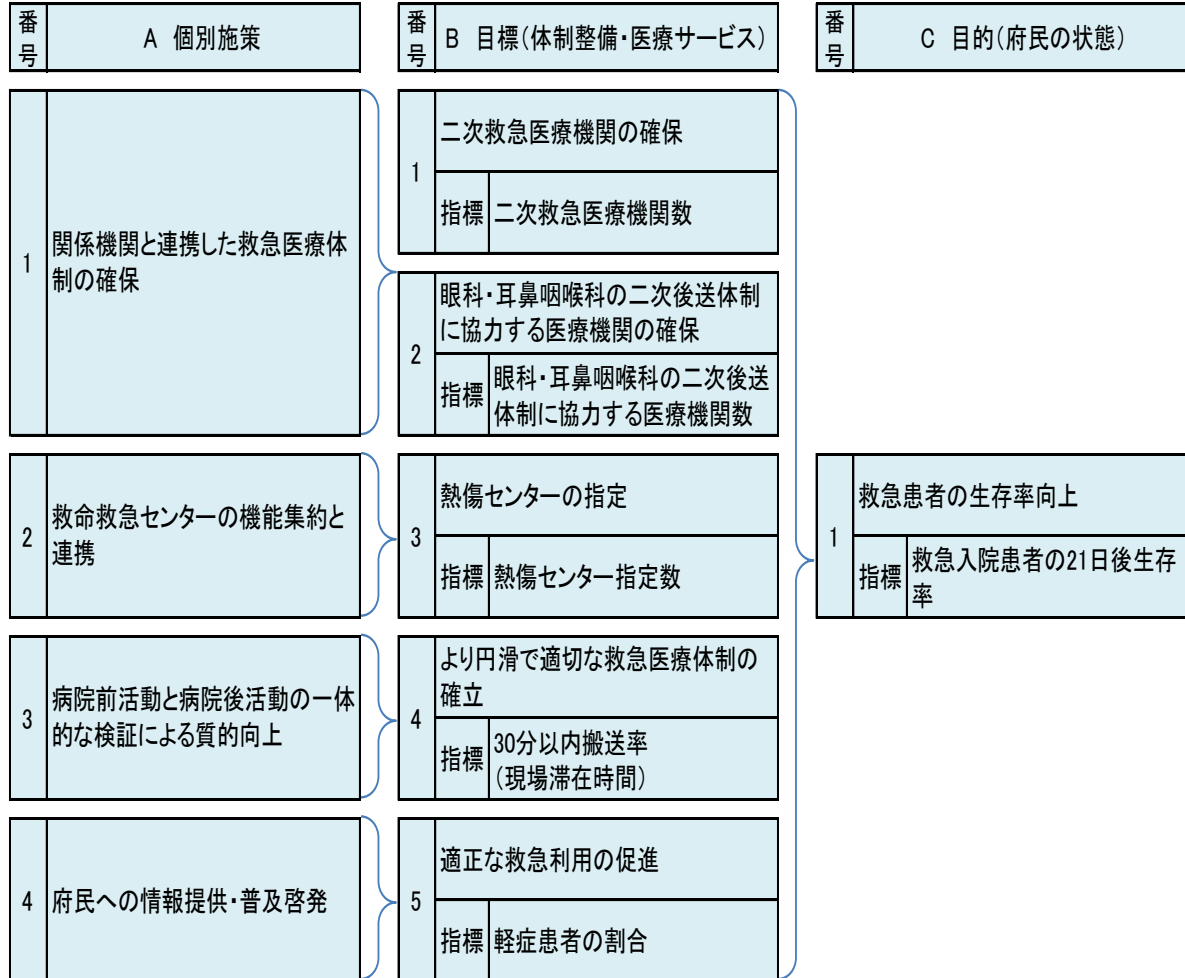 番号
A 個別施策
番号
B 目標(体制整備・医療サービス)
番号
C 目的(府民の状態)
1
関係機関と連携した救急医療体
制の確保
1
二次救急医療機関の確保
指標
二次救急医療機関数
2
眼科・耳鼻咽喉科の二次後送体制
に協力する医療機関の確保
指標
眼科・耳鼻咽喉科の二次後送
体制に協力する医療機関数
2
救命救急センターの機能集約と
連携
3
熱傷センターの指定
指標
熱傷センター指定数
3
病院前活動と病院後活動の一体
的な検証による質的向上
4
より円滑で適切な救急医療体制の
確立
指標
30分以内搬送率
(現場滞在時間)
4
府民への情報提供・普及啓発
5
適正な救急利用の促進
指標
軽症患者の割合
1
救急患者の生存率向上
指標
救急入院患者の21日後生存
率